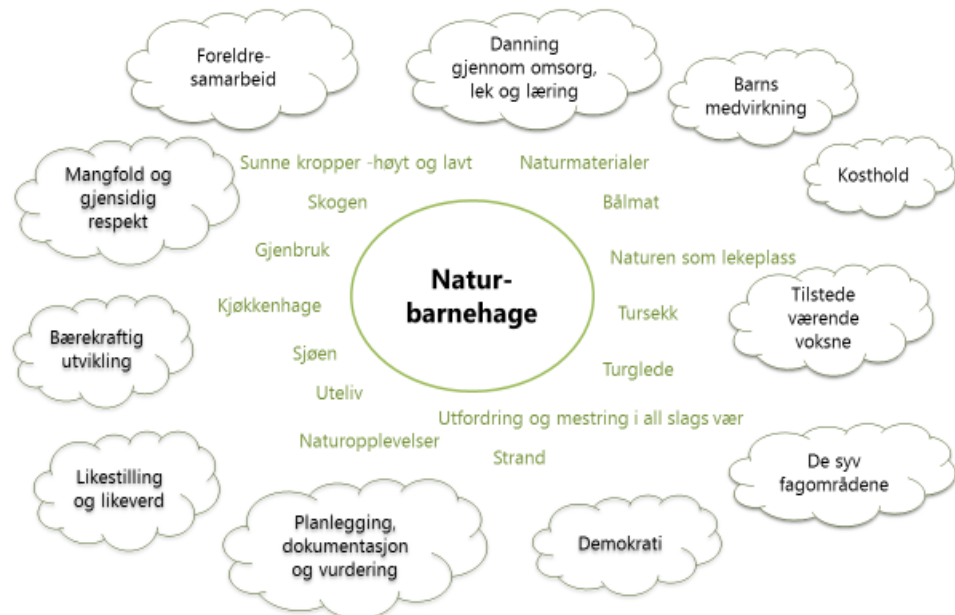 Foreldre-
samarbeid
Danning
gjennom omsorg,
lek og læring
Barns
medvirkning
Kosthold
Mangfold og
gjensidig
respekt
Sunne kropper -høyt og lavt
Naturmaterialer
Skogen
Bålmat
Gjenbruk
Naturen som lekeplass
Natur-
barnehage
Kjøkkenhage
Tursekk
Tilstede
værende
voksne
Bærekraftig
utvikling
Sjøen
Turglede
Uteliv
Utfordring og mestring i all slags vær
Naturopplevelser
Strand
Likestilling
og likeverd
De syv
fagområdene
Planlegging,
dokumentasjon
og vurdering
Demokrati